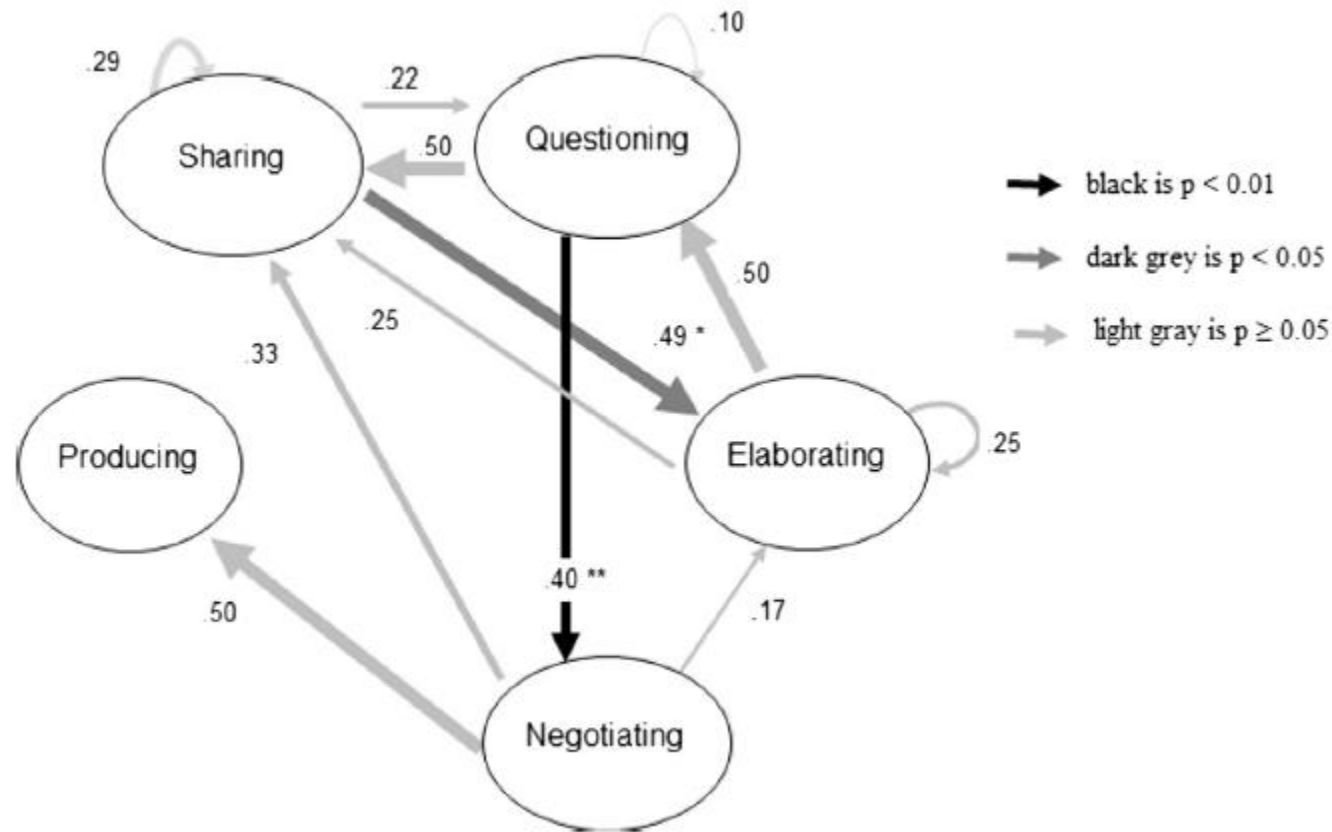 .10
.29
.22
Questioning
Sharing
.50
black is p < 0.01
dark grey is p < 0.05
.50
.25
.49 *
light gray is p ≥ 0.05
.33
Producing
Elaborating
.25
.40 **
.50
.17
Negotiating